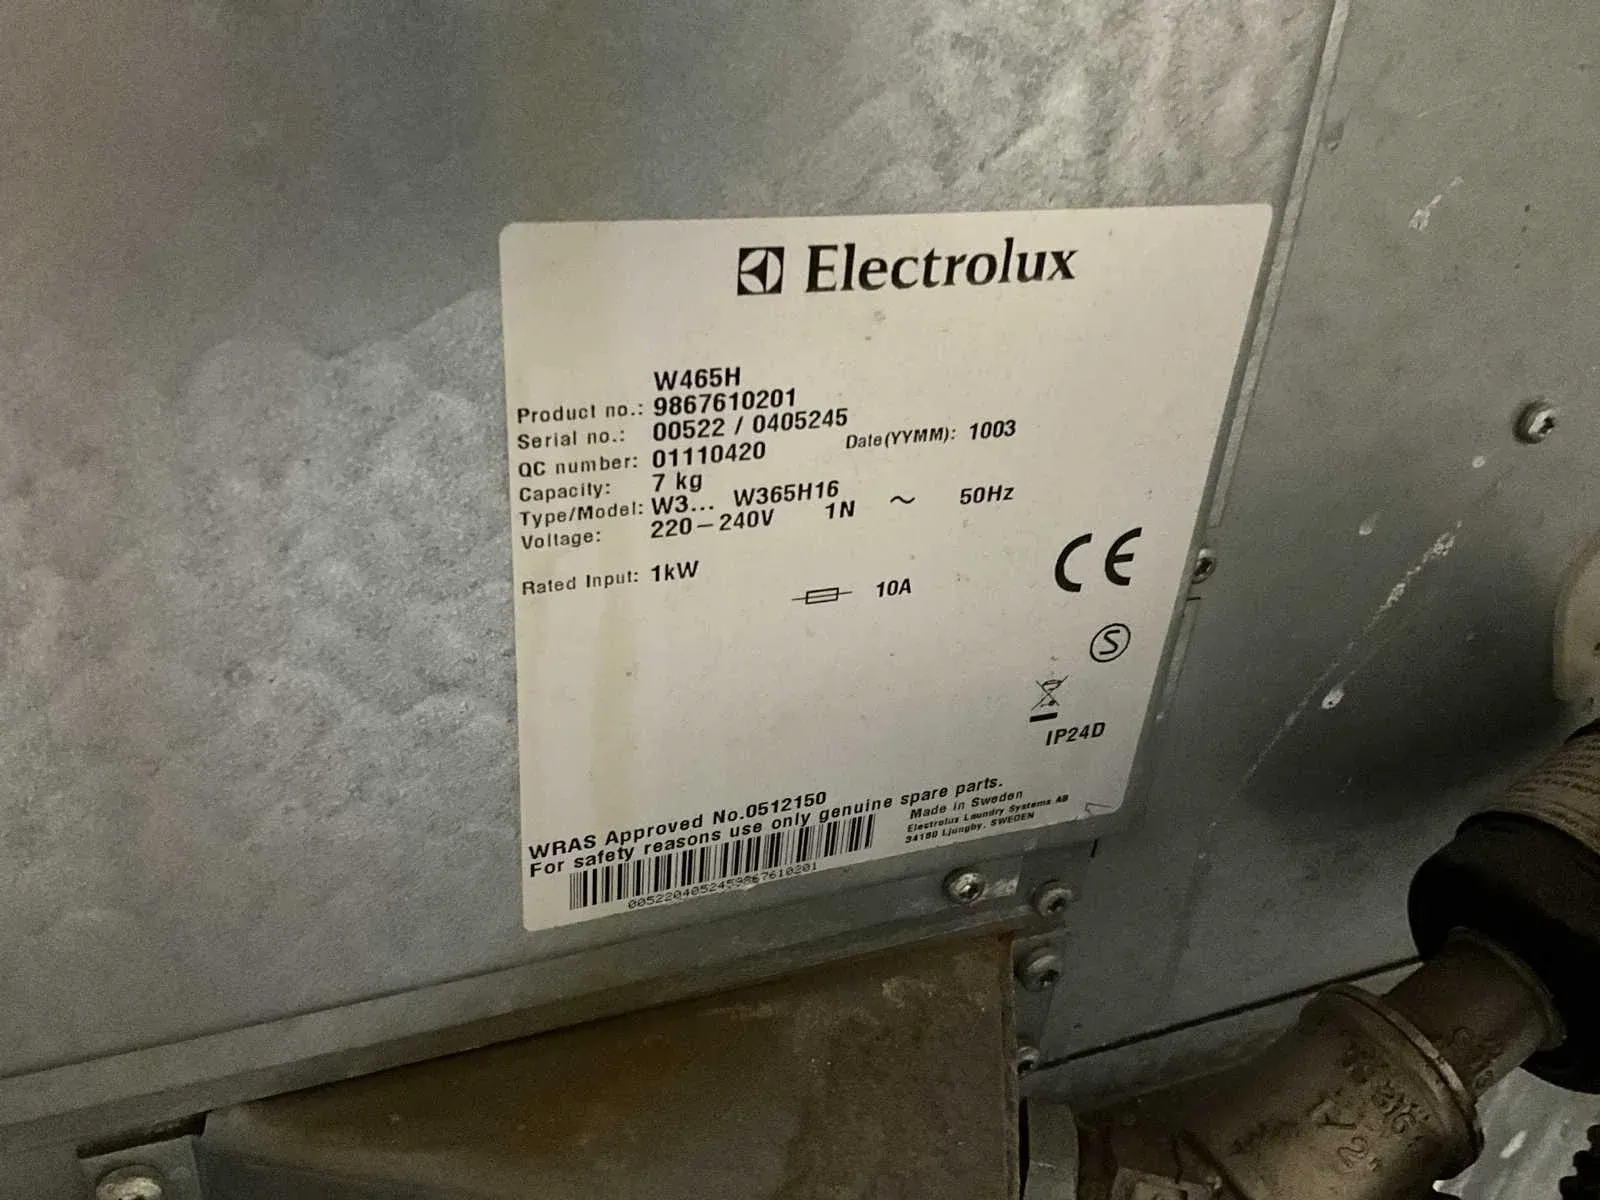 Electrolux
W465H
Product no.: 9867610201
Serial no.: 00522 / 0405245
QC number: 01110420 Date(YYMM): 1003
Capacity: 7 kg
Type/Model: W3... W365H16
Voltage: 220-240V 1N ~ 50Hz
Rated Input: 1kW
10A
CE
S
IP24D
WRAS Approved No.0512150
For safety reasons use only genuine spare parts.
Made in Sweden
Electrolux Laundry Systems AB
34180 Ljungby, SWEDEN
0052204052459867610201
2"